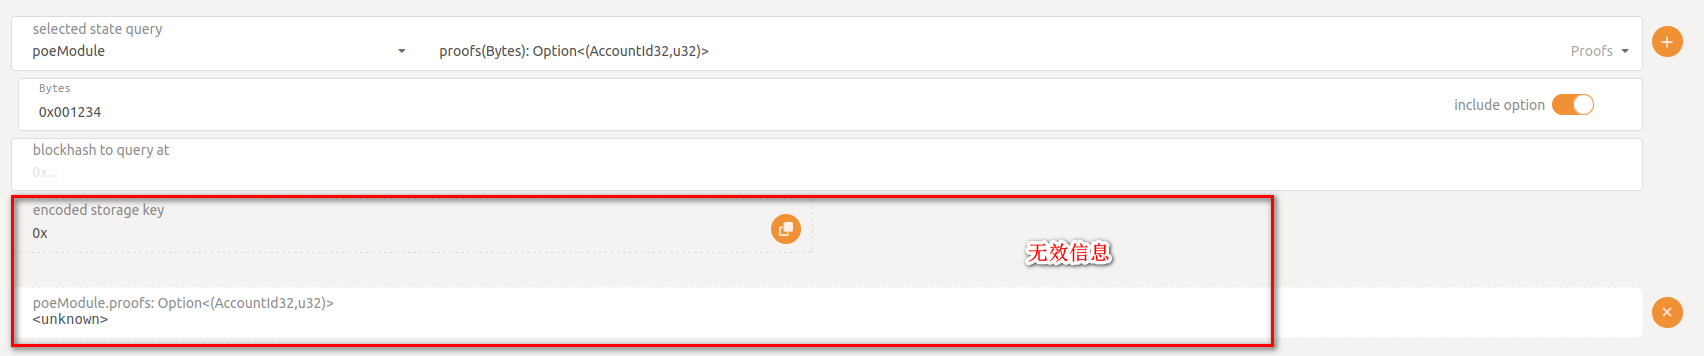 selected state query
poeModule
proofs(Bytes): Option<(AccountId32,u32)>
Proofs
Bytes
0x001234
include option
blockhash to query at
0x...
encoded storage key
0x
无效信息
poeModule.proofs: Option<(AccountId32,u32)>
<unknown>